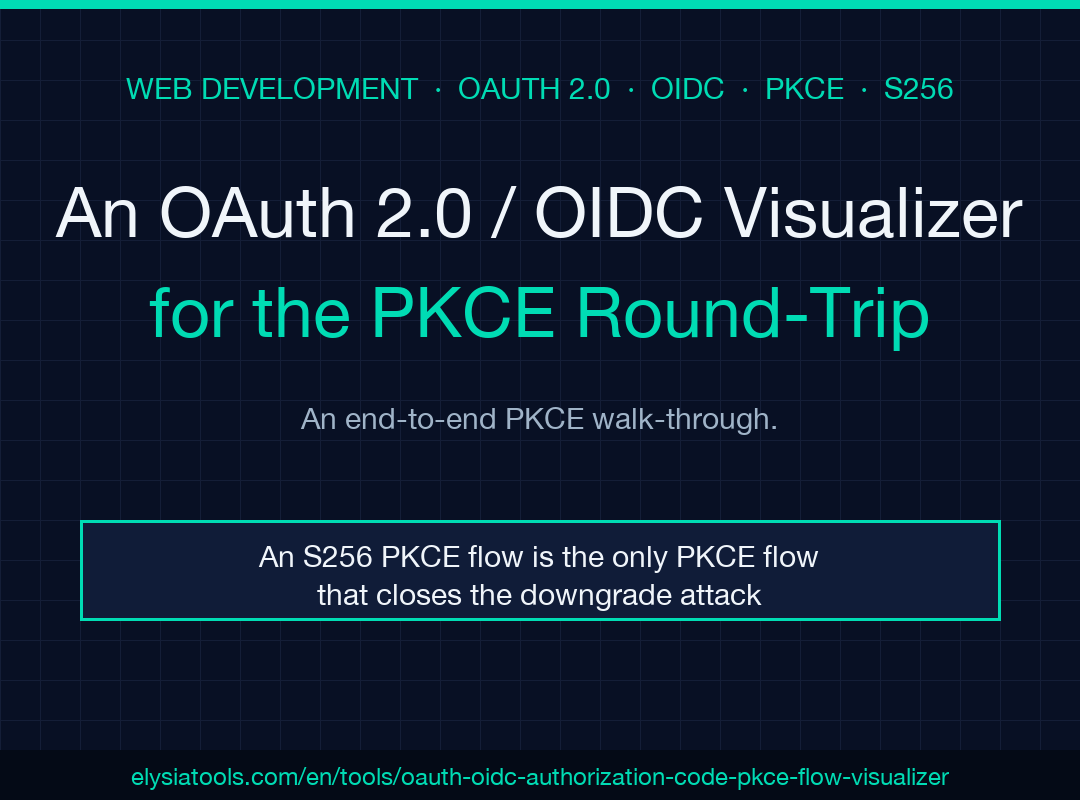 WEB DEVELOPMENT · OAUTH 2.0 · OIDC · PKCE · S256
An OAuth 2.0 / OIDC Visualizer
for the PKCE Round-Trip
An end-to-end PKCE walk-through.
An S256 PKCE flow is the only PKCE flow
that closes the downgrade attack
elysiatools.com/en/tools/oauth-oidc-authorization-code-pkce-flow-visualizer